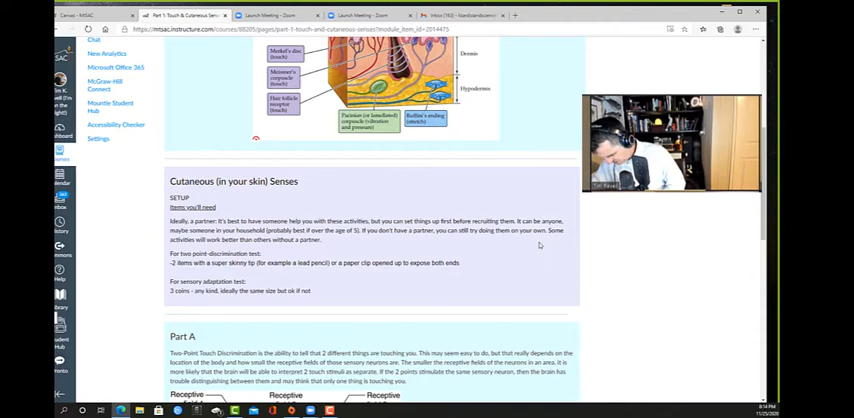 Canvas - MtSAC
Part 1: Touch & Cutaneous Senses
Launch Meeting - Zoom
Launch Meeting - Zoom
https://mtsac.instructure.com/courses/88205/pages/part-1-touch-and-cutaneous-senses?module_item_id=2014475
Chat
New Analytics
Microsoft Office 365
McGraw-Hill
Connect
Mountie Student
Hub
Accessibility Checker
Settings
Merkel's disc
(touch)
Meissner's
corpuscle
(touch)
Hair follicle
receptor
(touch)
Pacinian (or lamellated)
corpuscle (vibration
and pressure)
Ruffini's ending
(stretch)
Dermis
Hypodermis
Tim Revell
Cutaneous (in your skin) Senses
SETUP
Items you'll need
Ideally, a partner: It's best to have someone help you with these activities, but you can set things up first before recruiting them. It can be anyone,
maybe someone in your household (probably best if over the age of 5). If you don't have a partner, you can still try doing them on your own. Some
activities will work better than others without a partner.
For two point-discrimination test:
-2 items with a super skinny tip (for example a lead pencil) or a paper clip opened up to expose both ends
For sensory adaptation test:
3 coins - any kind, ideally the same size but ok if not
Part A
Two-Point Touch Discrimination is the ability to tell that 2 different things are touching you. This may seem easy to do, but that really depends on the
location of the body and how small the receptive fields of those sensory neurons are. The smaller the receptive fields of the neurons in an area, it is
more likely that the brain will be able to interpret 2 touch stimuli as separate. If the 2 points stimulate the same sensory neuron, then the brain has
trouble distinguishing between them and may think that only one thing is touching you.
Receptive
Receptive
Receptive
8:14 PM
11/25/2020